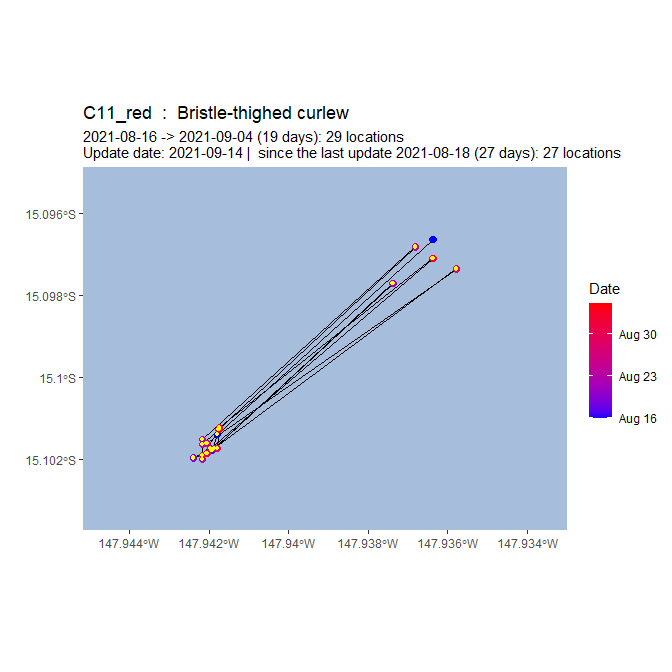 C11_red : Bristle-thighed curlew
2021-08-16 -> 2021-09-04 (19 days): 29 locations
Update date: 2021-09-14 | since the last update 2021-08-18 (27 days): 27 locations
15.096°S
15.098°S
15.1°S
15.102°S
147.944°W 147.942°W 147.94°W 147.938°W 147.936°W 147.934°W
Date
Aug 30
Aug 23
Aug 16